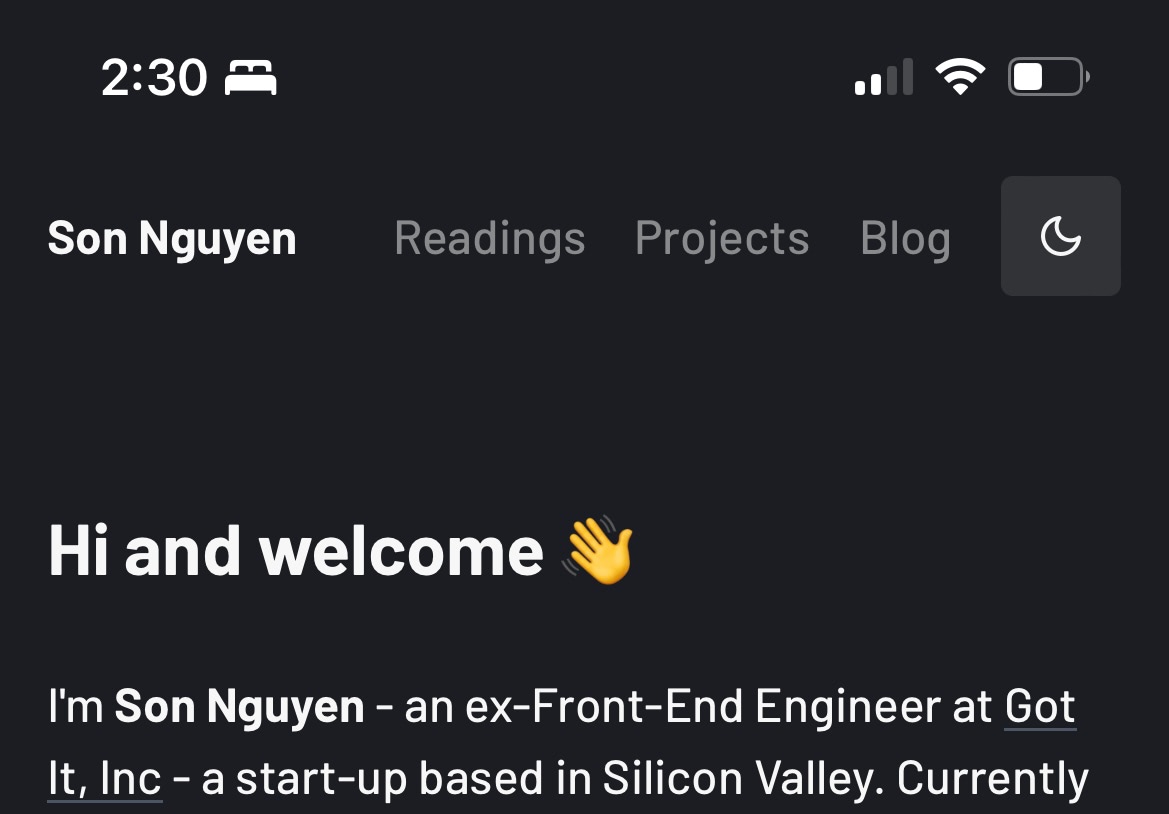 2:30
Son Nguyen Readings Projects Blog
Hi and welcome 👋
I'm Son Nguyen - an ex-Front-End Engineer at Got
It, Inc - a start-up based in Silicon Valley. Currently